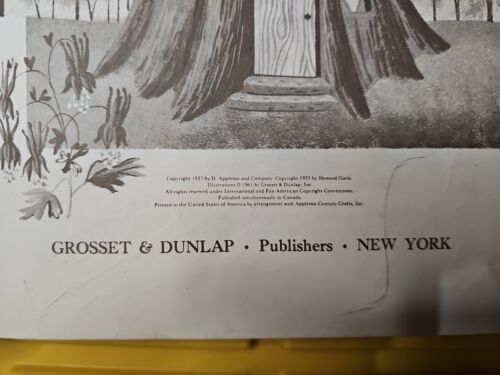 Copyright 1927 by D. Appleton and Company. Copyright 1955 by Howard Garis.
Illustrations © 1961 by Grosset & Dunlap, Inc.
All rights reserved under International and Pan-American Copyright Conventions.
Published simultaneously in Canada.
Printed in the United States of America by arrangement with Appleton-Century-Crofts, Inc.
GROSSET & DUNLAP • Publishers • NEW YORK